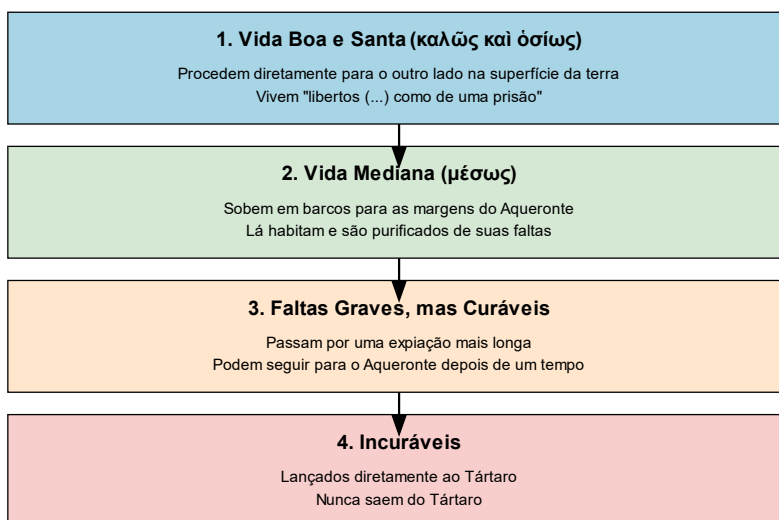 1. Vida Boa e Santa (καλῶς καὶ ὁσίως)
Procedem diretamente para o outro lado na superfície da terra
Vivem "libertos (...) como de uma prisão"
2. Vida Mediana (μέσως)
Sobem em barcos para as margens do Aqueronte
Lá habitam e são purificados de suas faltas
3. Faltas Graves, mas Curáveis
Passam por uma expiação mais longa
Podem seguir para o Aqueronte depois de um tempo
4. Incuráveis
Lançados diretamente ao Tártaro
Nunca saem do Tártaro